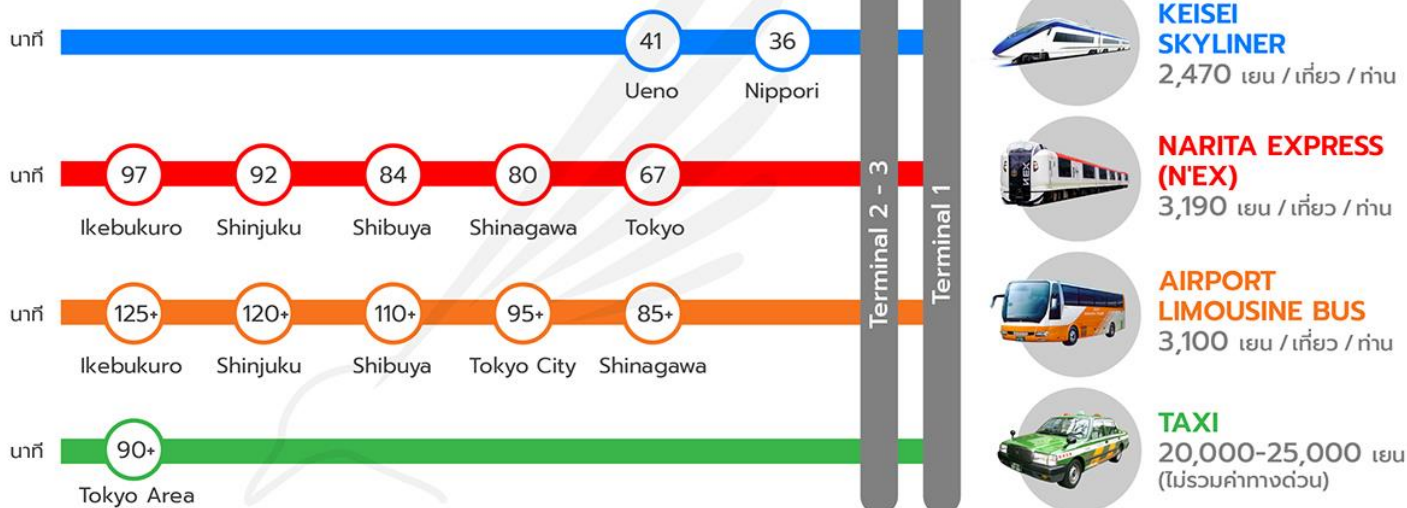 นาที
41
36
Ueno
Nippori
KEISEI
SKYLINER
2,470 เยน / เที่ยว / ท่าน
นาที
97
92
84
80
67
Ikebukuro
Shinjuku
Shibuya
Shinagawa
Tokyo
NARITA EXPRESS
(N'EX)
3,190 เยน / เที่ยว / ท่าน
NEX
นาที
125+
120+
110+
95+
85+
Ikebukuro
Shinjuku
Shibuya
Tokyo City
Shinagawa
AIRPORT
LIMOUSINE BUS
3,100 เยน / เที่ยว / ท่าน
นาที
90+
Tokyo Area
Terminal 2 - 3
Terminal 1
TAXI
20,000-25,000 เยน
(ไม่รวมค่าทางด่วน)